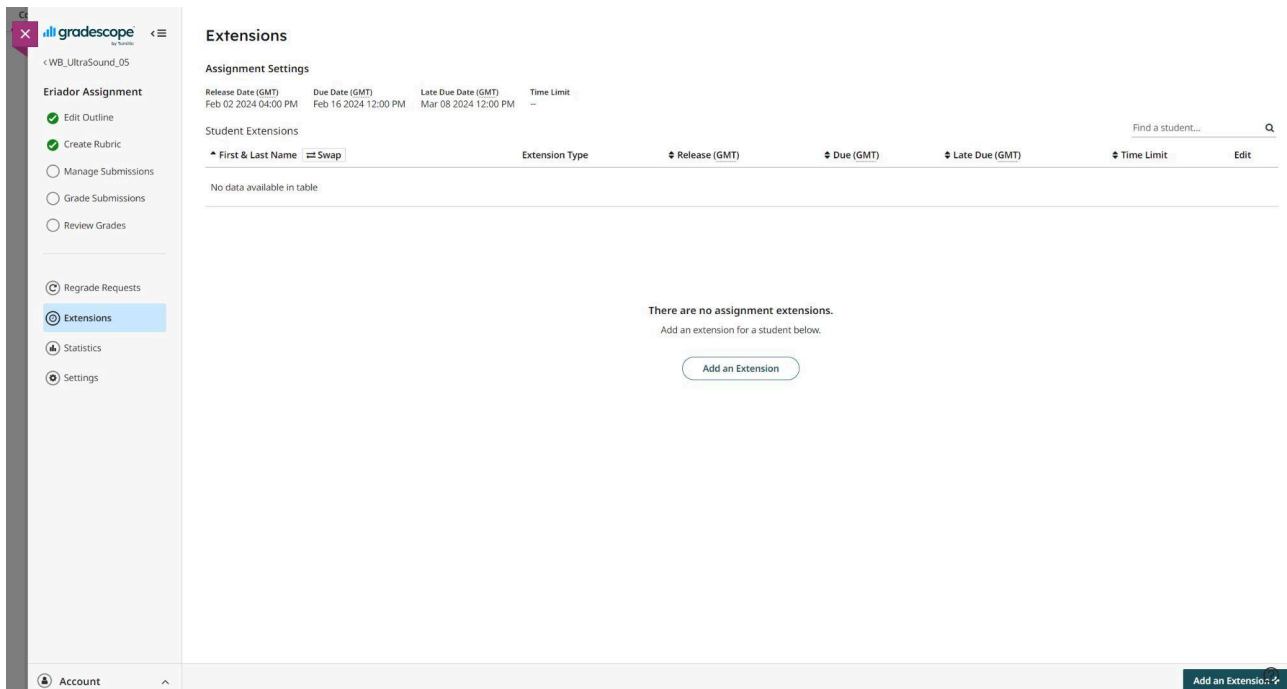 Co
gradescope
by Turnitin
WB_UltraSound_05
Eriador Assignment
Edit Outline
Create Rubric
Manage Submissions
Grade Submissions
Review Grades
Regrade Requests
Extensions
Statistics
Settings
Account
Extensions
Assignment Settings
Release Date (GMT) Due Date (GMT) Late Due Date (GMT) Time Limit
Feb 02 2024 04:00 PM Feb 16 2024 12:00 PM Mar 08 2024 12:00 PM --
Student Extensions
Find a student...
First & Last Name Swap Extension Type Release (GMT) Due (GMT) Late Due (GMT) Time Limit Edit
No data available in table
There are no assignment extensions.
Add an extension for a student below.
Add an Extension
Add an Extension